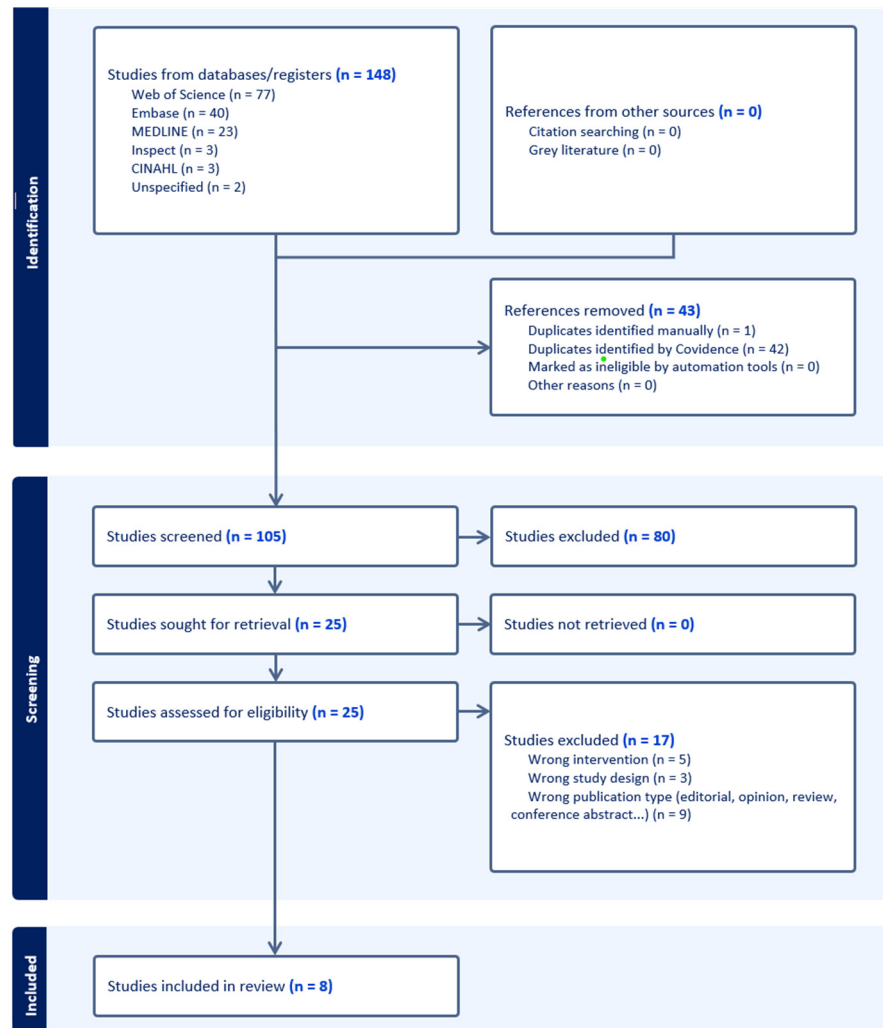 Identification
Studies from databases/registers (n = 148)
Web of Science (n = 77)
Embase (n = 40)
MEDLINE (n = 23)
Inspect (n = 3)
CINAHL (n = 3)
Unspecified (n = 2)
References from other sources (n = 0)
Citation searching (n = 0)
Grey literature (n = 0)
References removed (n = 43)
Duplicates identified manually (n = 1)
Duplicates identified by Covidence (n = 42)
Marked as ineligible by automation tools (n = 0)
Other reasons (n = 0)
Screening
Studies screened (n = 105)
Studies excluded (n = 80)
Studies sought for retrieval (n = 25)
Studies not retrieved (n = 0)
Studies assessed for eligibility (n = 25)
Studies excluded (n = 17)
Wrong intervention (n = 5)
Wrong study design (n = 3)
Wrong publication type (editorial, opinion, review,
conference abstract...) (n = 9)
Included
Studies included in review (n = 8)